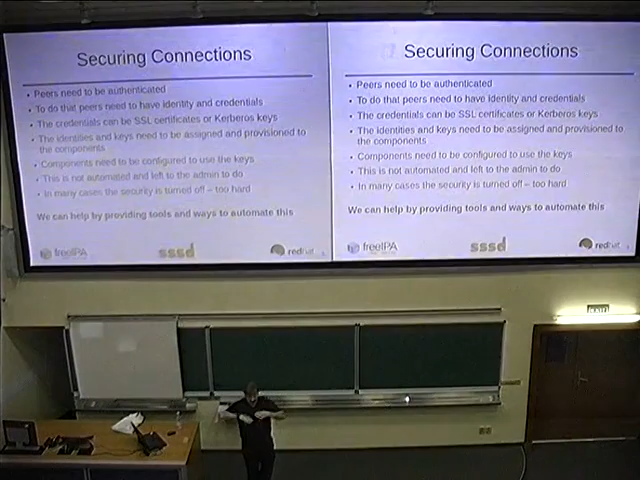 Securing Connections
• Peers need to be authenticated
• To do that peers need to have identity and credentials
• The credentials can be SSL certificates or Kerberos keys
• The identities and keys need to be assigned and provisioned to
the components
• Components need to be configured to use the keys
• This is not automated and left to the admin to do
• In many cases the security is turned off – too hard
We can help by providing tools and ways to automate this
freeIPA
sssd
redhat
Securing Connections
• Peers need to be authenticated
• To do that peers need to have identity and credentials
• The credentials can be SSL certificates or Kerberos keys
• The identities and keys need to be assigned and provisioned to
the components
• Components need to be configured to use the keys
• This is not automated and left to the admin to do
• In many cases the security is turned off – too hard
We can help by providing tools and ways to automate this
freeIPA
sssd
redhat